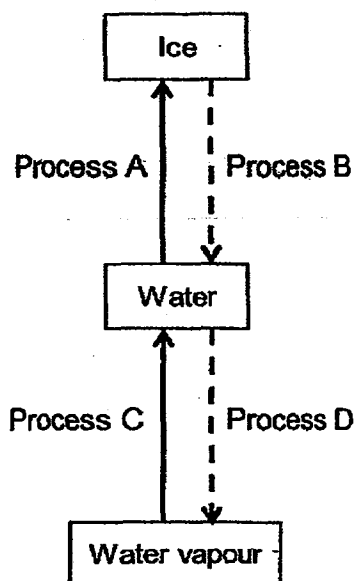 Ice
Process A Process B
Water
Process C Process D
Water vapour